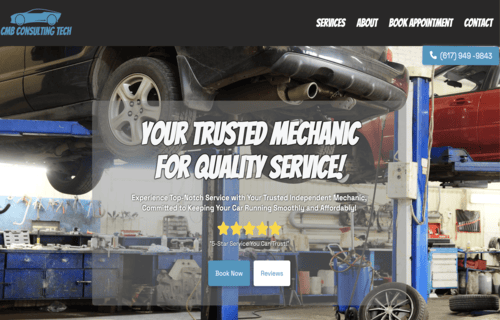 CMB CONSULTING TECH
SERVICES ABOUT BOOK APPOINTMENT CONTACT
(617) 949 -9843
YOUR TRUSTED MECHANIC
FOR QUALITY SERVICE!
Experience Top-Notch Service with Your Trusted Independent Mechanic,
Committed to Keeping Your Car Running Smoothly and Affordably!
"5-Star Service You Can Trust!"
Book Now Reviews